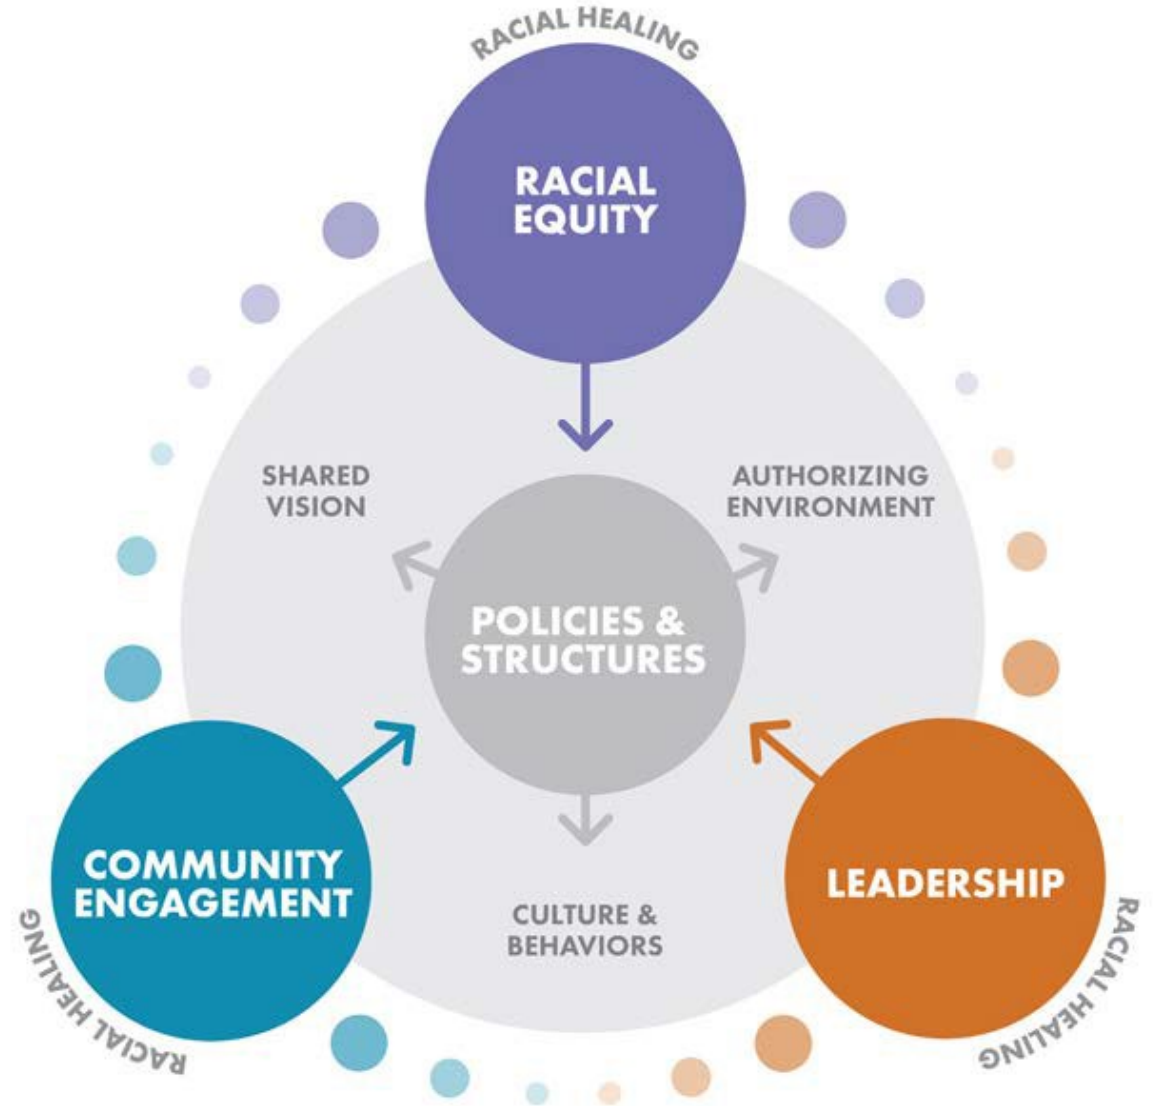 RACIAL HEALING
RACIAL
EQUITY
SHARED
VISION
AUTHORIZING
ENVIRONMENT
POLICIES &
STRUCTURES
COMMUNITY
ENGAGEMENT
LEADERSHIP
CULTURE &
BEHAVIORS
RACIAL HEALING
RACIAL HEALING